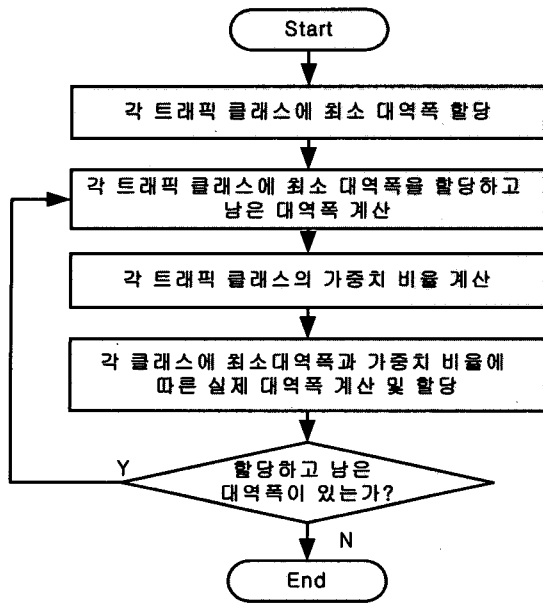 Start
각 트래픽 클래스에 최소 대역폭 할당
각 트래픽 클래스에 최소 대역폭을 할당하고
남은 대역폭 계산
각 트래픽 클래스의 가중치 비율 계산
각 클래스에 최소대역폭과 가중치 비율에
따른 실제 대역폭 계산 및 할당
Y
할당하고 남은
대역폭이 있는가?
N
End